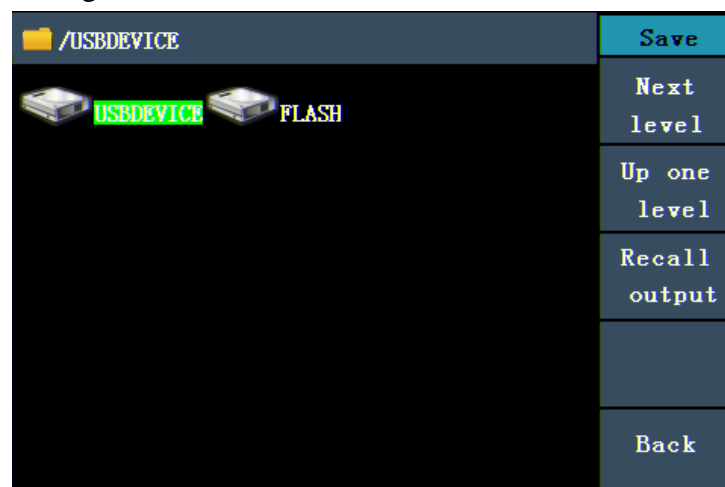 /USBDEVICE
USBDEVICE FLASH
Save
Next
level
Up one
level
Recall
output
Back